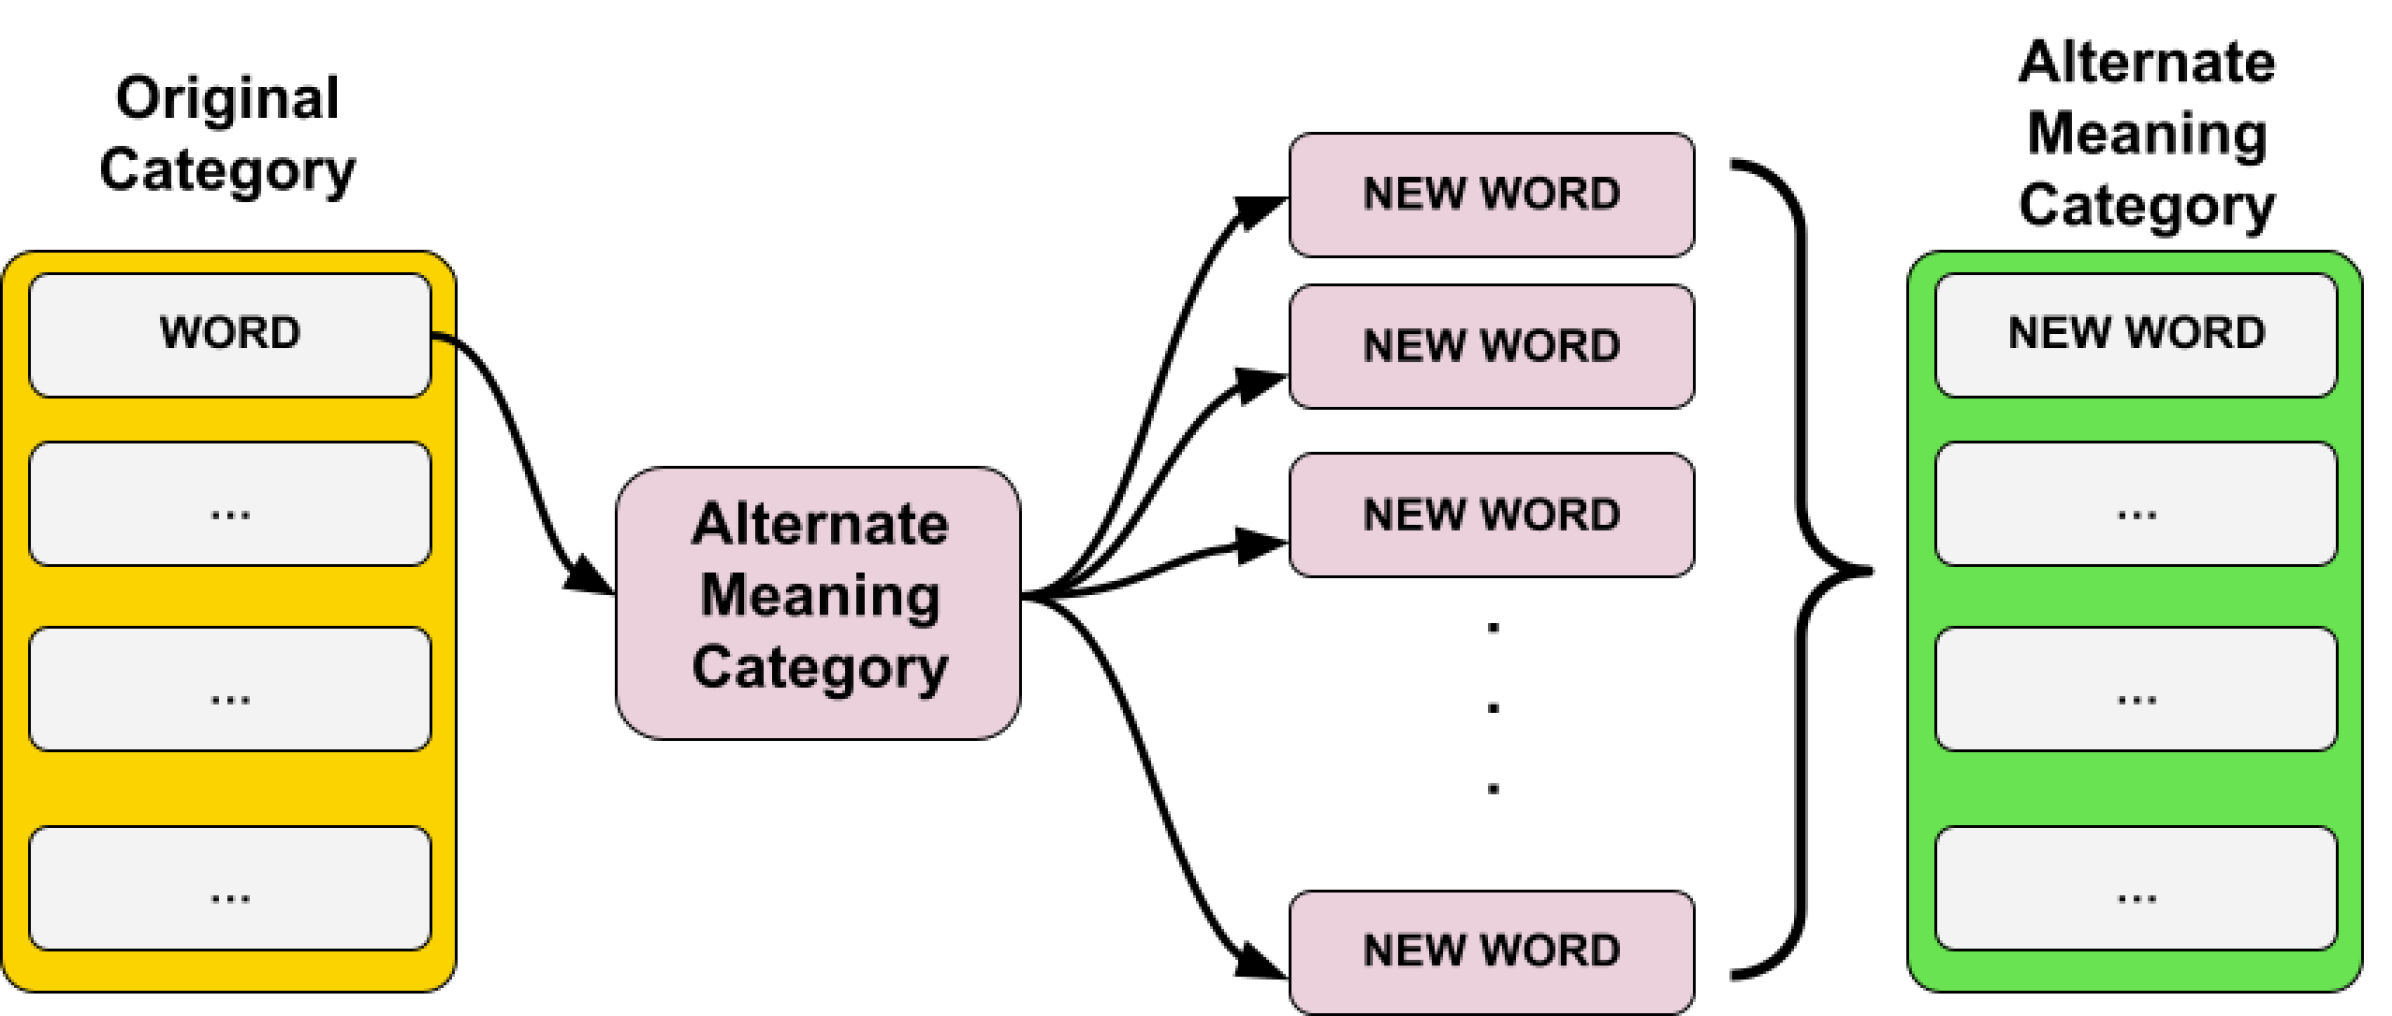 Original
Category
WORD
...
...
...
Alternate
Meaning
Category
NEW WORD
NEW WORD
NEW WORD
.
.
.
NEW WORD
Alternate
Meaning
Category
NEW WORD
...
...
...